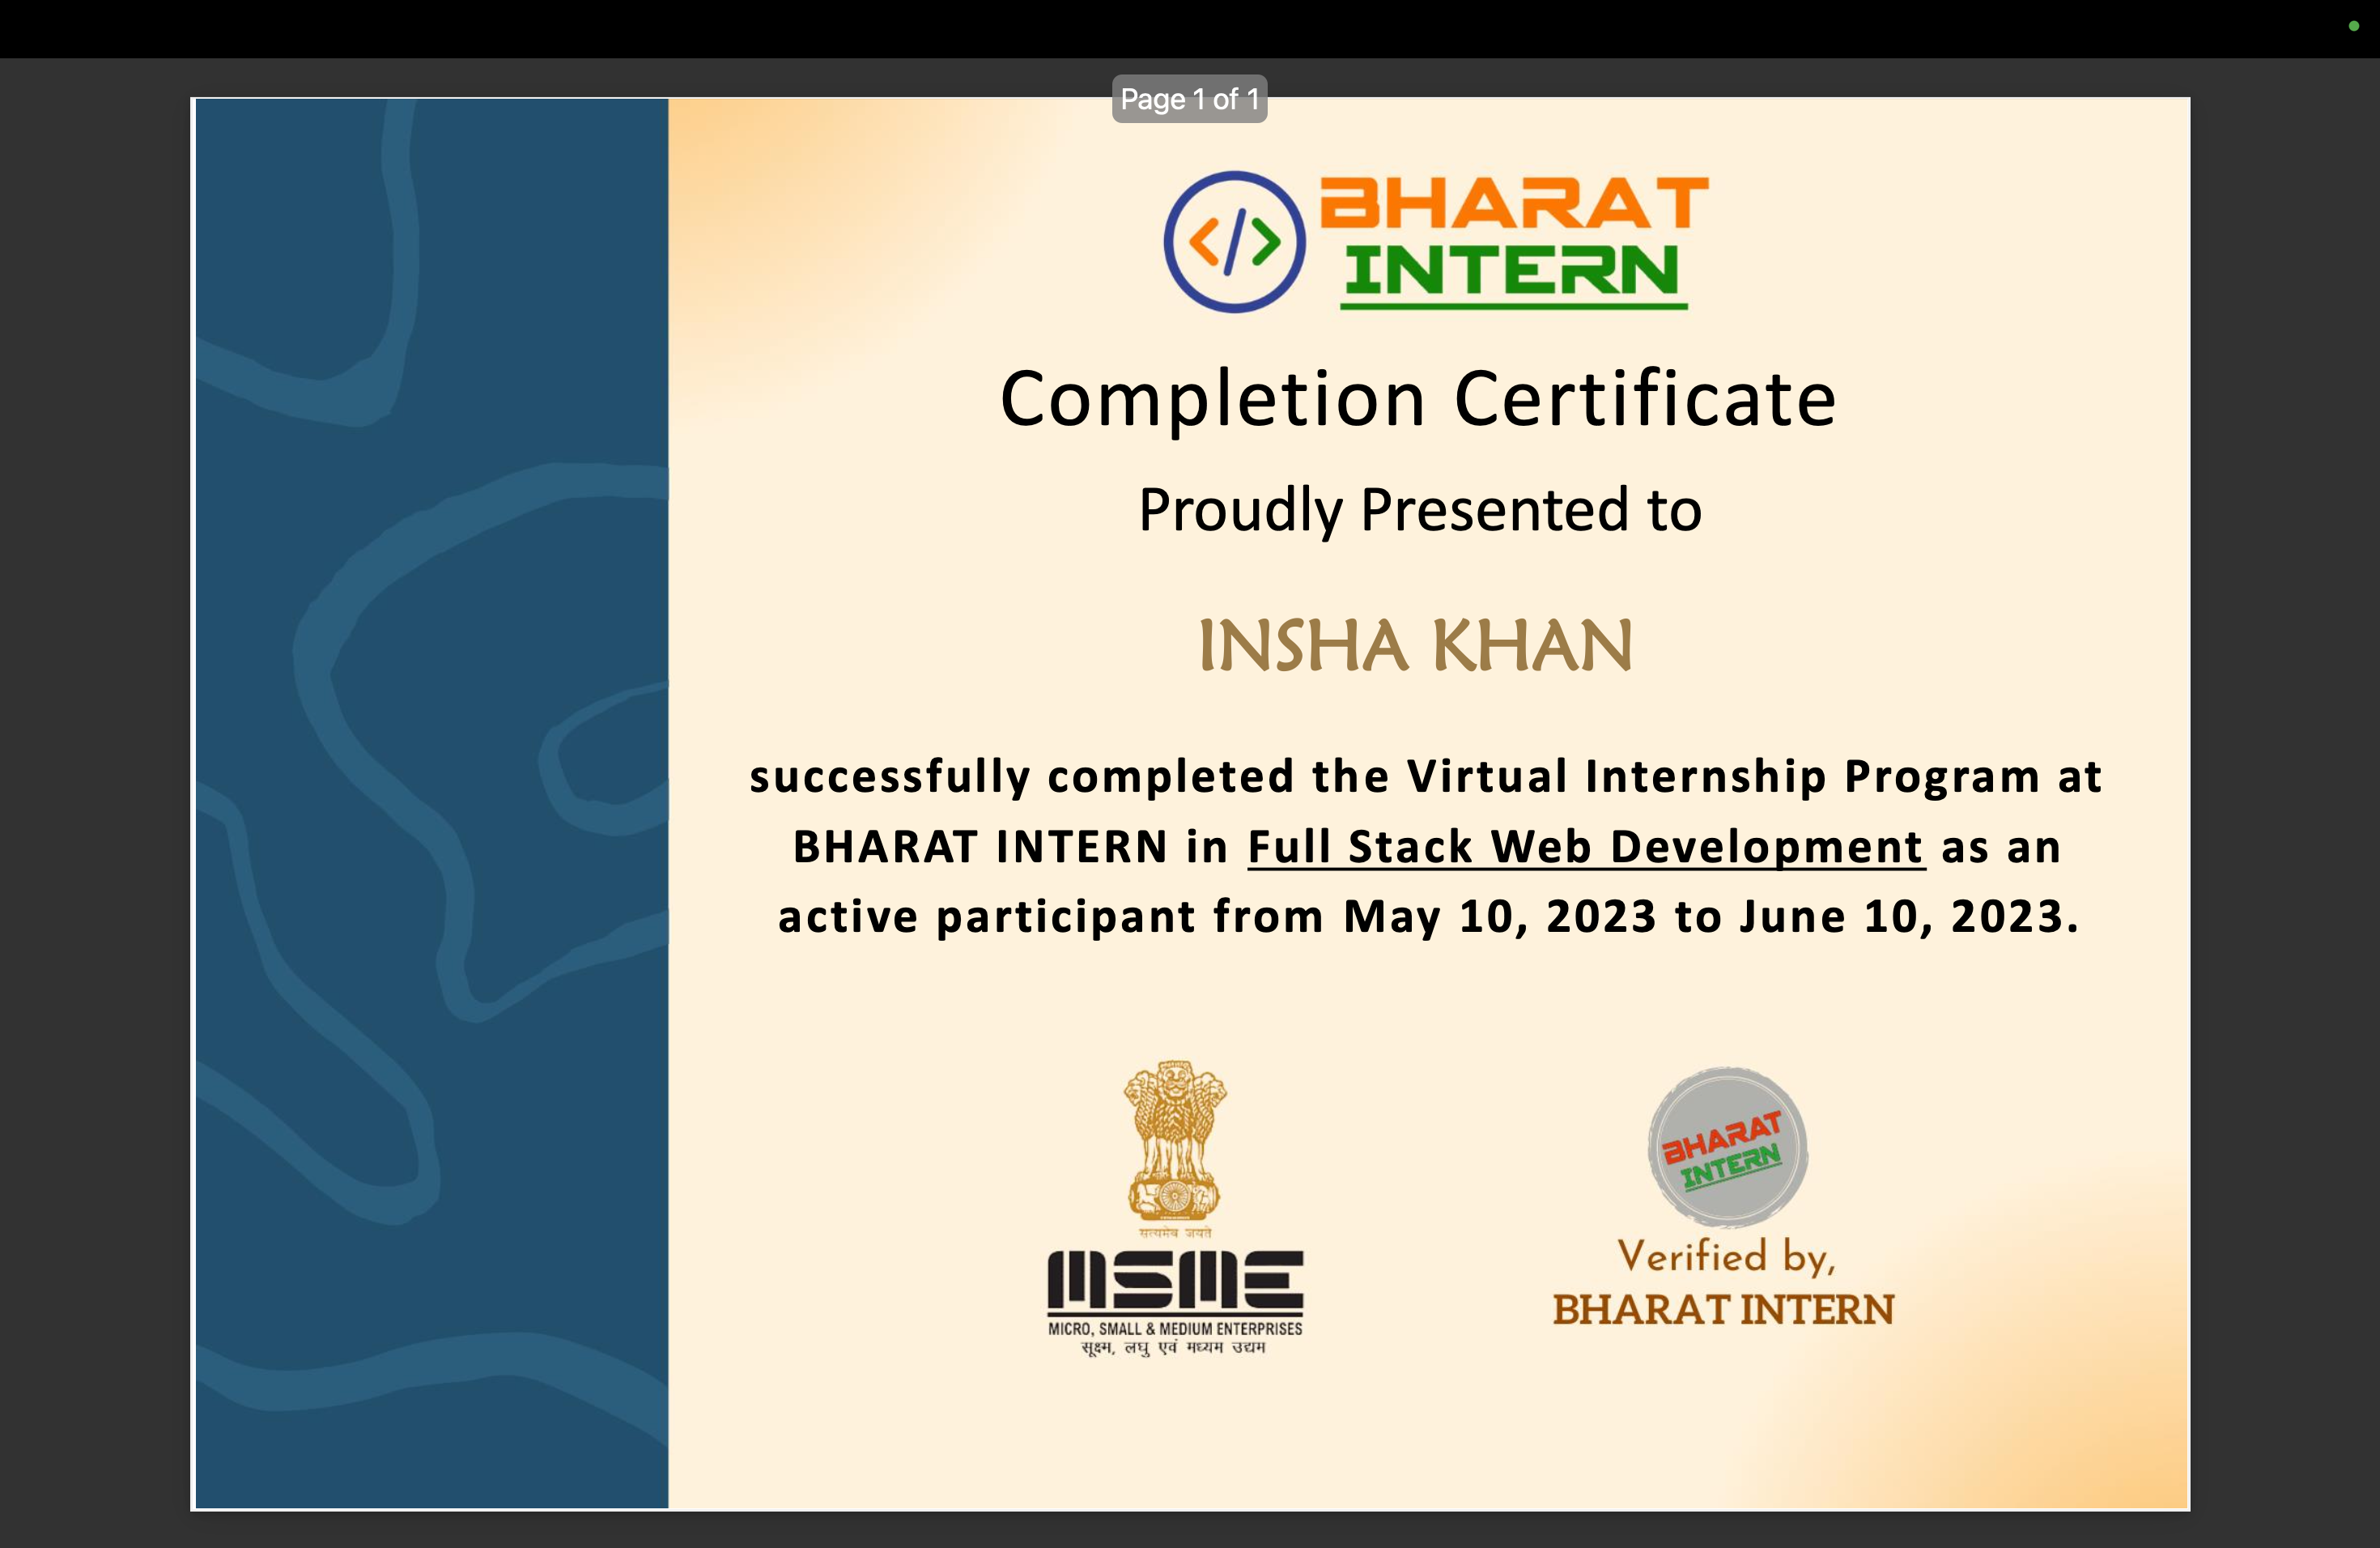 Page 1 of 1
BHARAT
INTERN
Completion Certificate
Proudly Presented to
INSHA KHAN
successfully completed the Virtual Internship Program at
BHARAT INTERN in Full Stack Web Development as an
active participant from May 10, 2023 to June 10, 2023.
सत्यमेव जयते
MSME
MICRO, SMALL & MEDIUM ENTERPRISES
सूक्ष्म, लघु एवं मध्यम उद्यम
BHARAT
INTERN
Verified by,
BHARAT INTERN